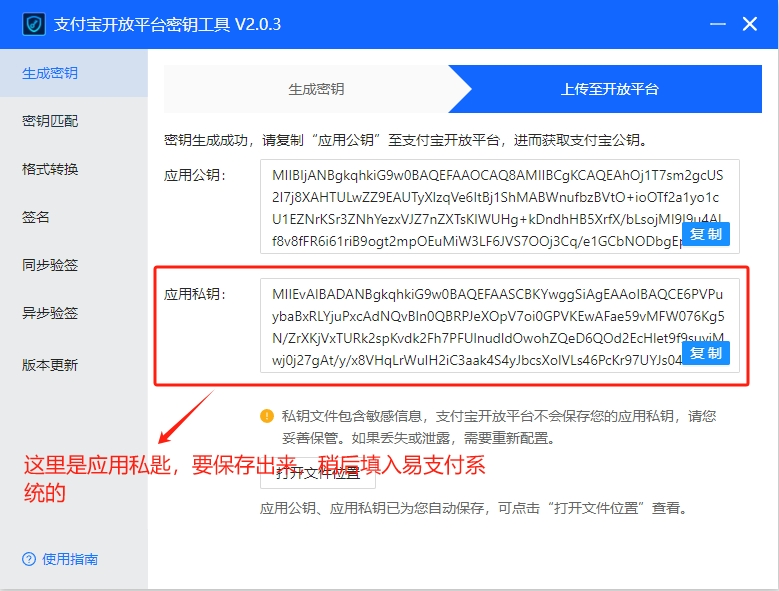 支付宝开放平台密钥工具 V2.0.3
生成密钥
密钥匹配
格式转换
签名
同步验签
异步验签
版本更新
使用指南
生成密钥
上传至开放平台
密钥生成成功，请复制“应用公钥”至支付宝开放平台，进而获取支付宝公钥。
应用公钥：
MIIBIjANBgkqhkiG9w0BAQEFAAOCAQ8AMIIBCgKCAQEAhOj1T7sm2gcUS
2I7j8XAHTULwZZ9EAUTyXIzqVe6ItBj1ShMABWnufbzBVtO+ioOTf2a1yo1c
U1EZNrKSr3ZNhYezxVJZ7nZXTsKIWUHg+kDndhHB5XrfX/bLsojMI9I9u4AI
f8v8fFR6i61riB9ogt2mpOEuMiW3LF6JVS7OOj3Cq/e1GCbNODbgE
复制
应用私钥：
MIIEvAIBADANBgkqhkiG9w0BAQEFAASCBKYwggSiAgEAAoIBAQCE6PVPu
ybaBxRLYjuPxcAdNQvBIn0QBRPJeXOpV7oi0GPVKEwAFae59vMFW076Kg5
N/ZrXKjVxTURk2spKvdk2Fh7PFUInudIdOwohZQeD6QOd2EcHIet9f9suyiM
wj0j27gAt/y/x8VHqLrWuIH2iC3aak4S4yJbcsXoIVLs46PcKr97UYJs04
复制
私钥文件包含敏感信息，支付宝开放平台不会保存您的应用私钥，请您
妥善保管。如果丢失或泄露，需要重新配置。
这里是应用私匙，要保存出来，稍后填入易支付系
统的
打开文件位置
应用公钥、应用私钥已为您自动保存，可点击“打开文件位置”查看。